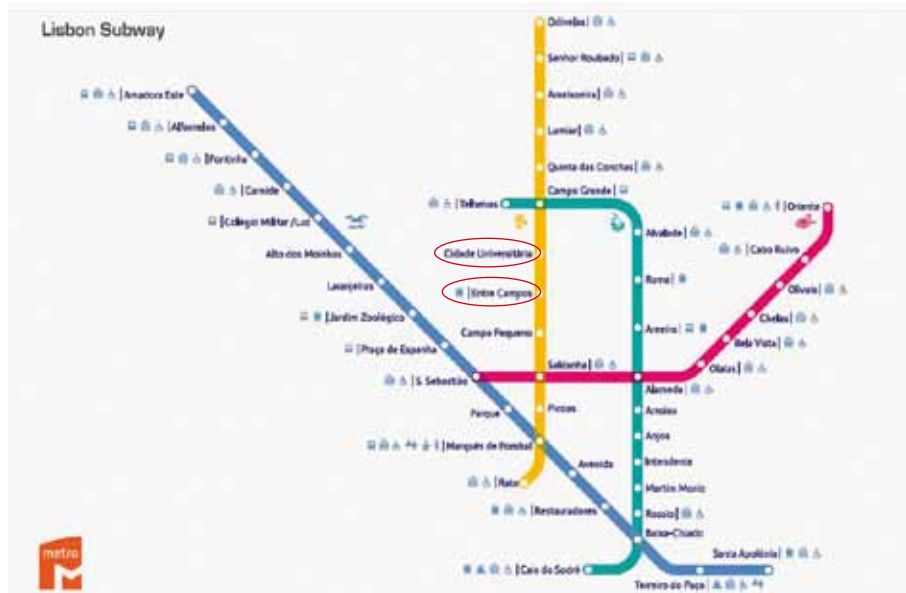 Lisbon Subway
Odivelas
Senhor Roubado
Ameixoeira
Lumiar
Quinta das Conchas
Campo Grande
Telheiras
Amadora Este
Alfornelos
Pontinha
Carnide
Colégio Militar/Luz
Alto dos Moinhos
Laranjeiras
Jardim Zoológico
Praça de Espanha
S. Sebastião
Parque
Marquês de Pombal
Avenida
Restauradores
Rato
Cidade Universitária
Entre Campos
Campo Pequeno
Saldanha
Picoas
Alvalade
Roma
Areeiro
Alameda
Arroios
Anjos
Intendente
Martim Moniz
Rossio
Baixa-Chiado
Cais do Sodré
Oriente
Cabo Ruivo
Olivais
Chelas
Bela Vista
Olaias
Santa Apolónia
Terreiro do Paço
metro